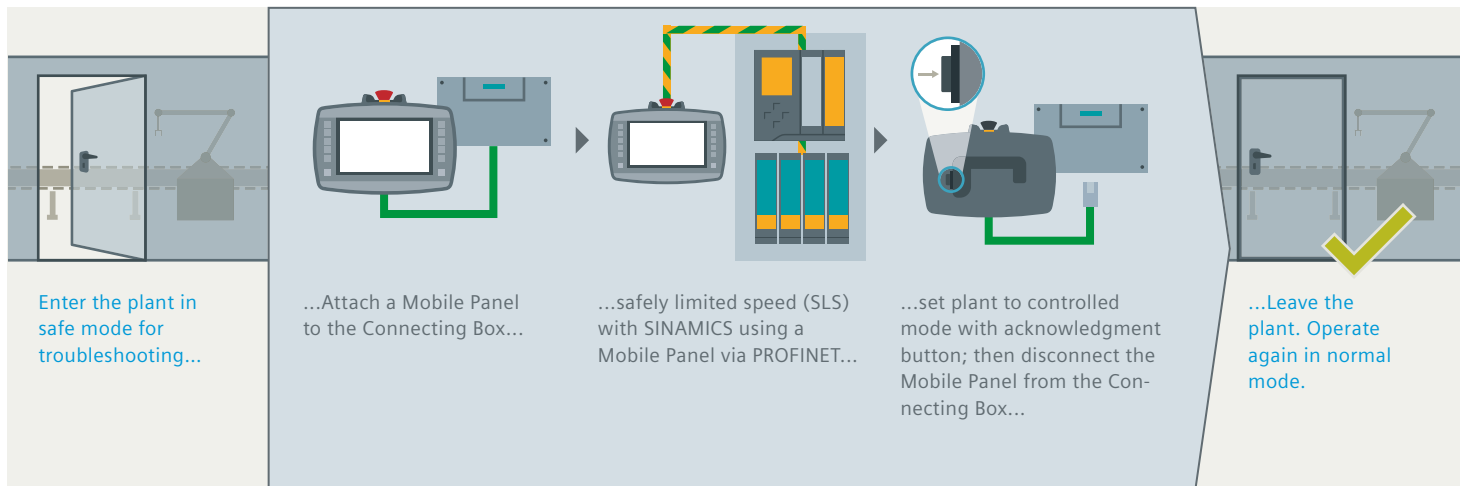 Enter the plant in
safe mode for
troubleshooting…
…Attach a Mobile Panel
to the Connecting Box…
…safely limited speed (SLS)
with SINAMICS using a
Mobile Panel via PROFINET…
…set plant to controlled
mode with acknowledgment
button; then disconnect the
Mobile Panel from the Con-
necting Box…
…Leave the
plant. Operate
again in normal
mode.